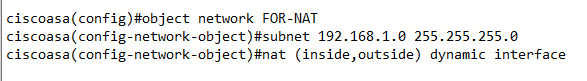 ciscoasa(config)#object network FOR-NAT
ciscoasa(config-network-object)#subnet 192.168.1.0 255.255.255.0
ciscoasa(config-network-object)#nat (inside,outside) dynamic interface